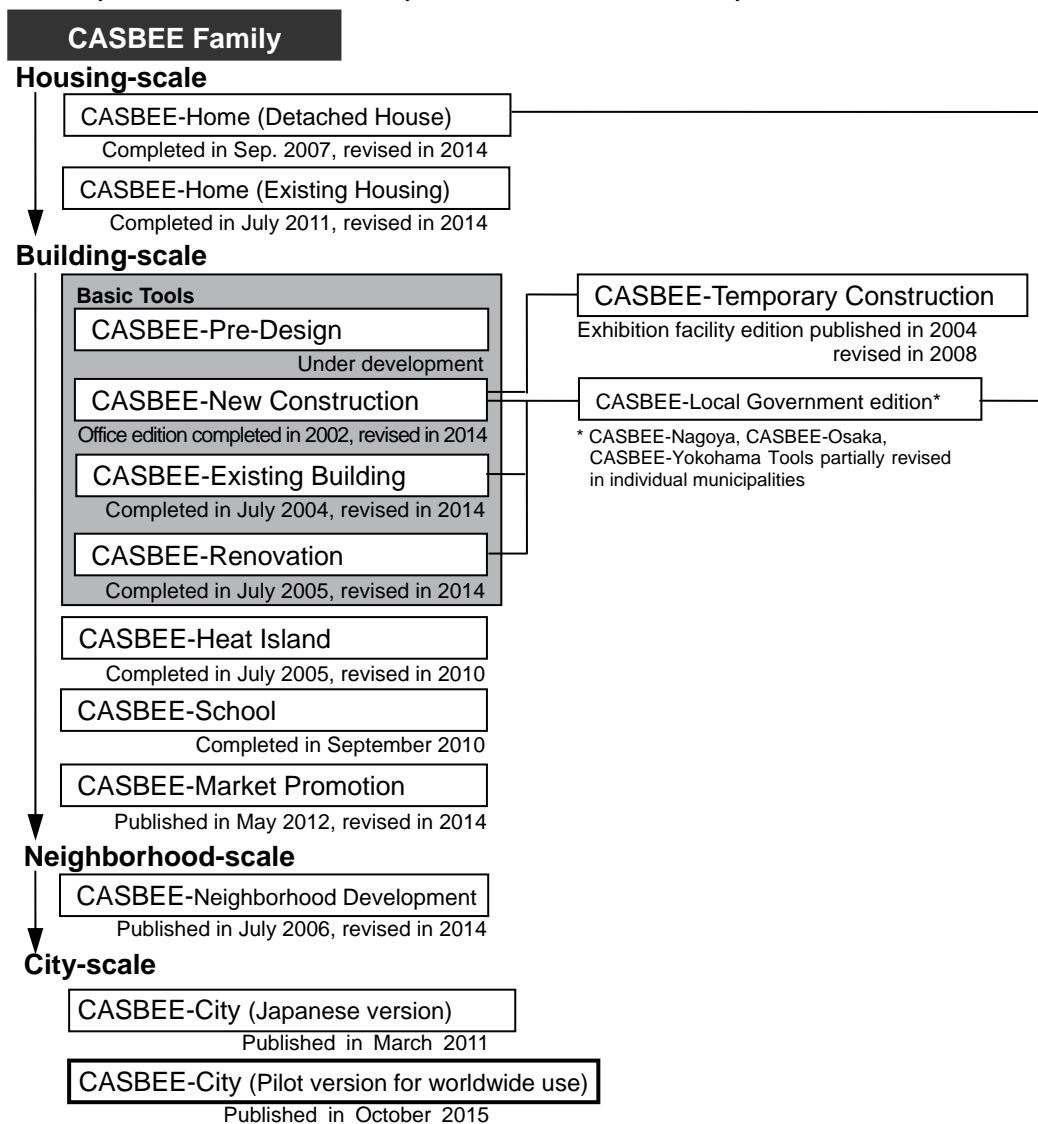 CASBEE Family
Housing-scale
CASBEE-Home (Detached House)
Completed in Sep. 2007, revised in 2014
CASBEE-Home (Existing Housing)
Completed in July 2011, revised in 2014
Building-scale
Basic Tools
CASBEE-Pre-Design
Under development
CASBEE-New Construction
Office edition completed in 2002, revised in 2014
CASBEE-Existing Building
Completed in July 2004, revised in 2014
CASBEE-Renovation
Completed in July 2005, revised in 2014
CASBEE-Temporary Construction
Exhibition facility edition published in 2004
revised in 2008
CASBEE-Local Government edition*
* CASBEE-Nagoya, CASBEE-Osaka,
CASBEE-Yokohama Tools partially revised
in individual municipalities
CASBEE-Heat Island
Completed in July 2005, revised in 2010
CASBEE-School
Completed in September 2010
CASBEE-Market Promotion
Published in May 2012, revised in 2014
Neighborhood-scale
CASBEE-Neighborhood Development
Published in July 2006, revised in 2014
City-scale
CASBEE-City (Japanese version)
Published in March 2011
CASBEE-City (Pilot version for worldwide use)
Published in October 2015